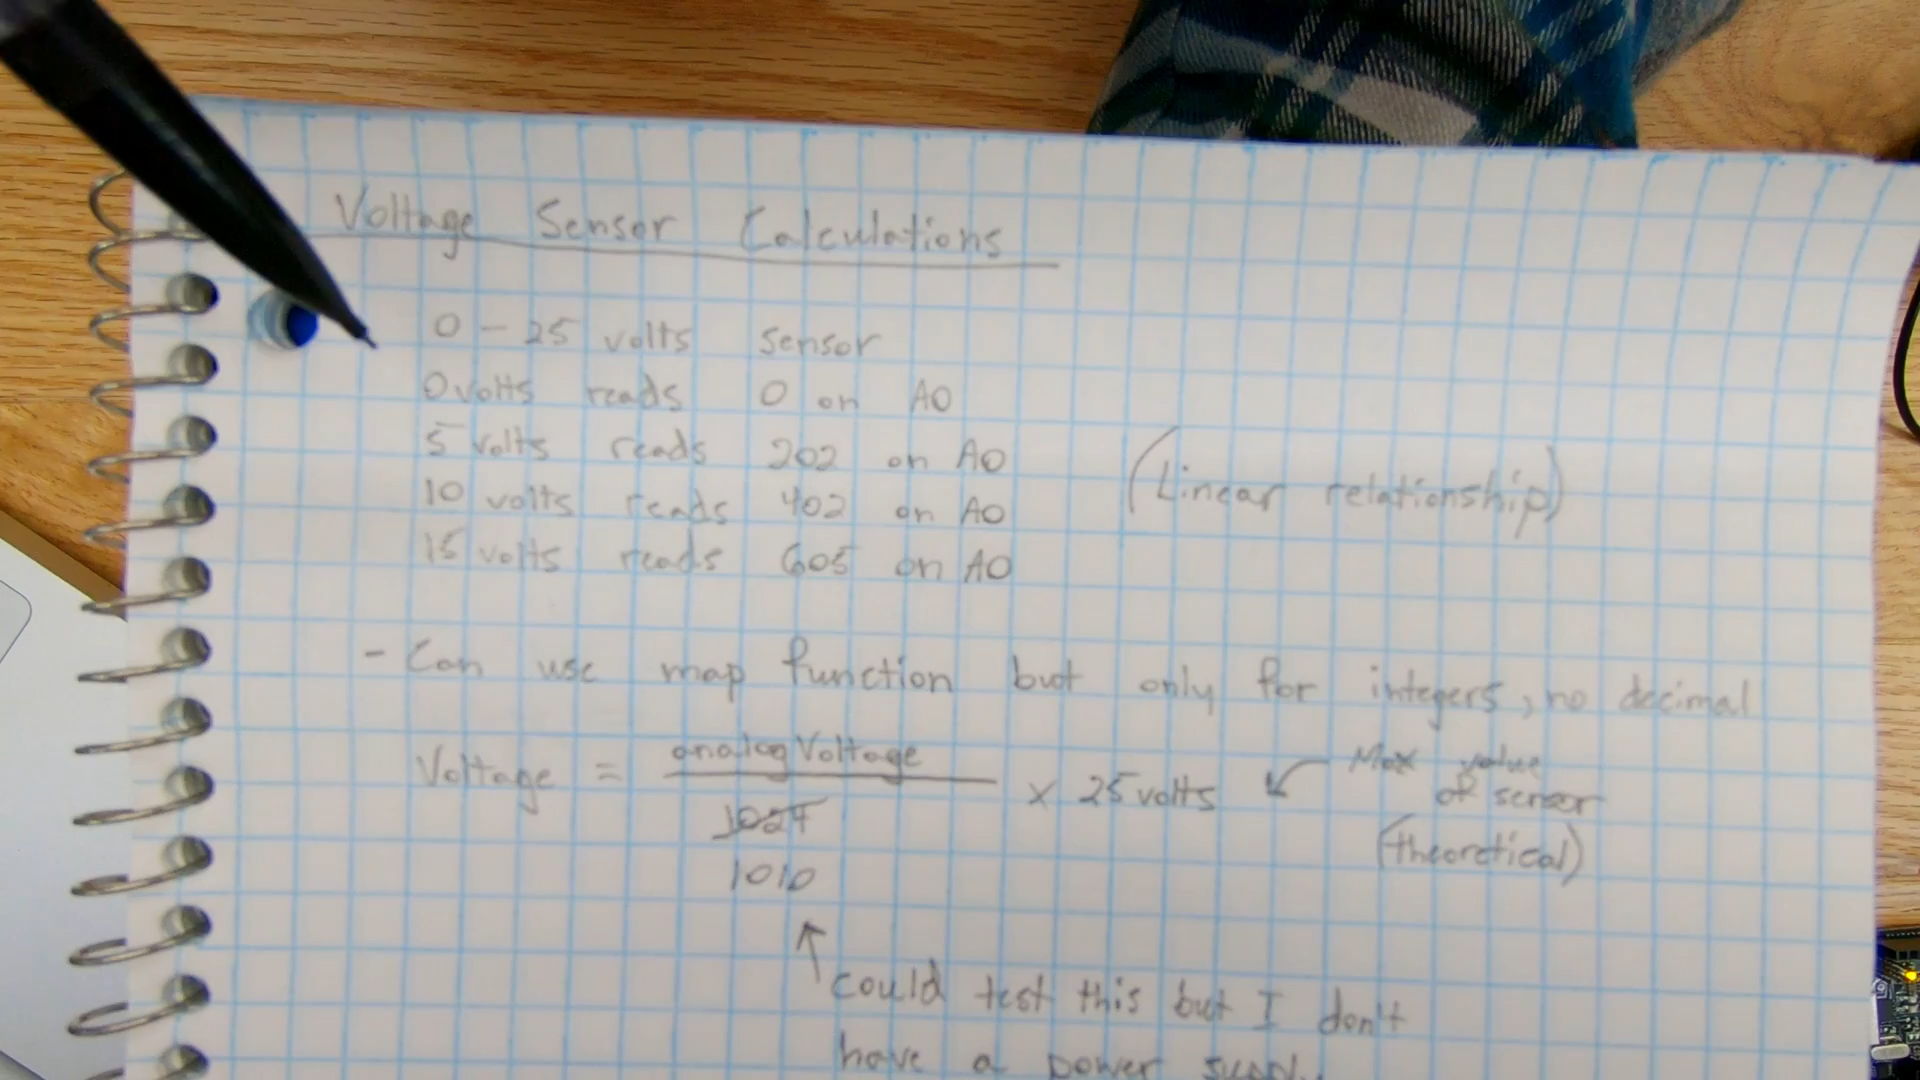 Voltage Sensor Calculations
0 - 25 volts sensor
0 volts reads 0 on A0
5 volts reads 202 on A0
10 volts reads 402 on A0
(Linear relationship)
15 volts reads 605 on A0
- Can use map function but only for integers, no decimal
Voltage = analog Voltage
1024
1010
x 25 volts
Max value
of sensor
(theoretical)
could test this but I don't
have a power